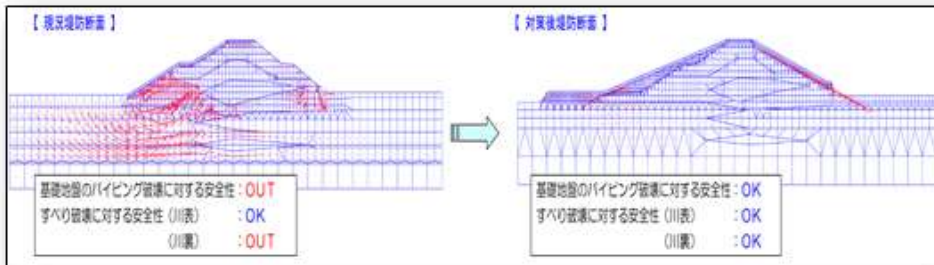 【 現況堤防断面 】
基礎地盤のパイピング破壊に対する安全性：OUT
すべり破壊に対する安全性（川表）：OK
（川裏）：OUT
【 対策後堤防断面 】
基礎地盤のパイピング破壊に対する安全性：OK
すべり破壊に対する安全性（川表）：OK
（川裏）：OK